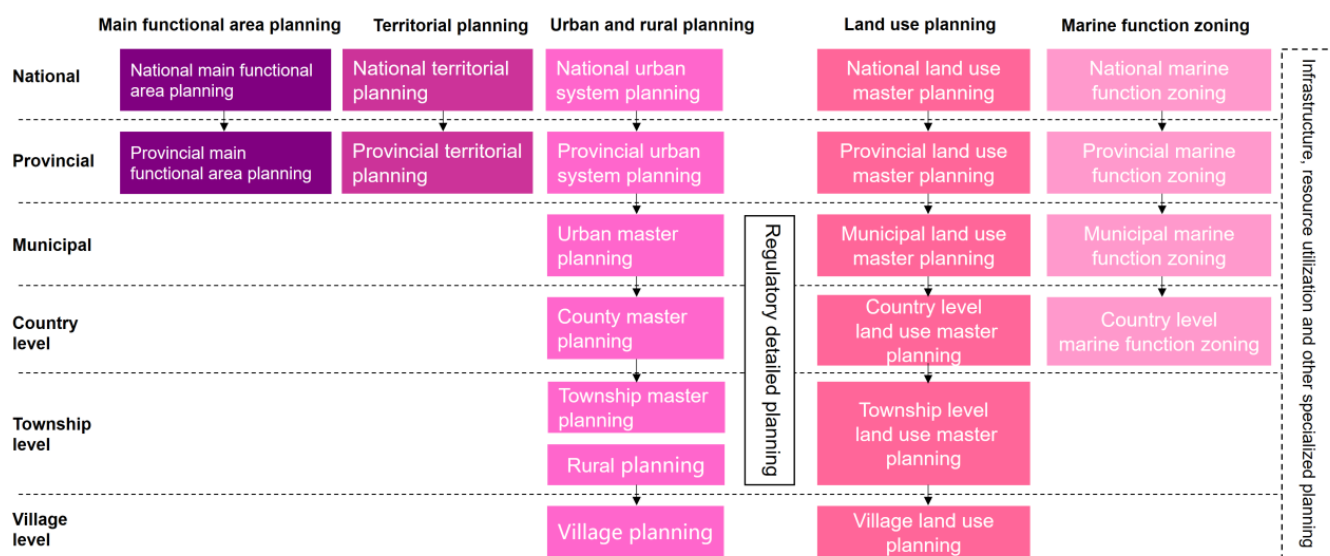 Main functional area planning
Territorial planning
Urban and rural planning
Land use planning
Marine function zoning
National
National main functional
area planning
National territorial
planning
National urban
system planning
National land use
master planning
National marine
function zoning
Provincial
Provincial main
functional area planning
Provincial territorial
planning
Provincial urban
system planning
Provincial land use
master planning
Provincial marine
function zoning
Municipal
Urban master
planning
Municipal land use
master planning
Municipal marine
function zoning
Country
level
County master
planning
Country level
land use master
planning
Country level
marine function zoning
Township
level
Township master
planning
Rural planning
Township level
land use master
planning
Village
level
Village planning
Village land use
planning
Regulatory detailed planning
Infrastructure, resource utilization and other specialized planning